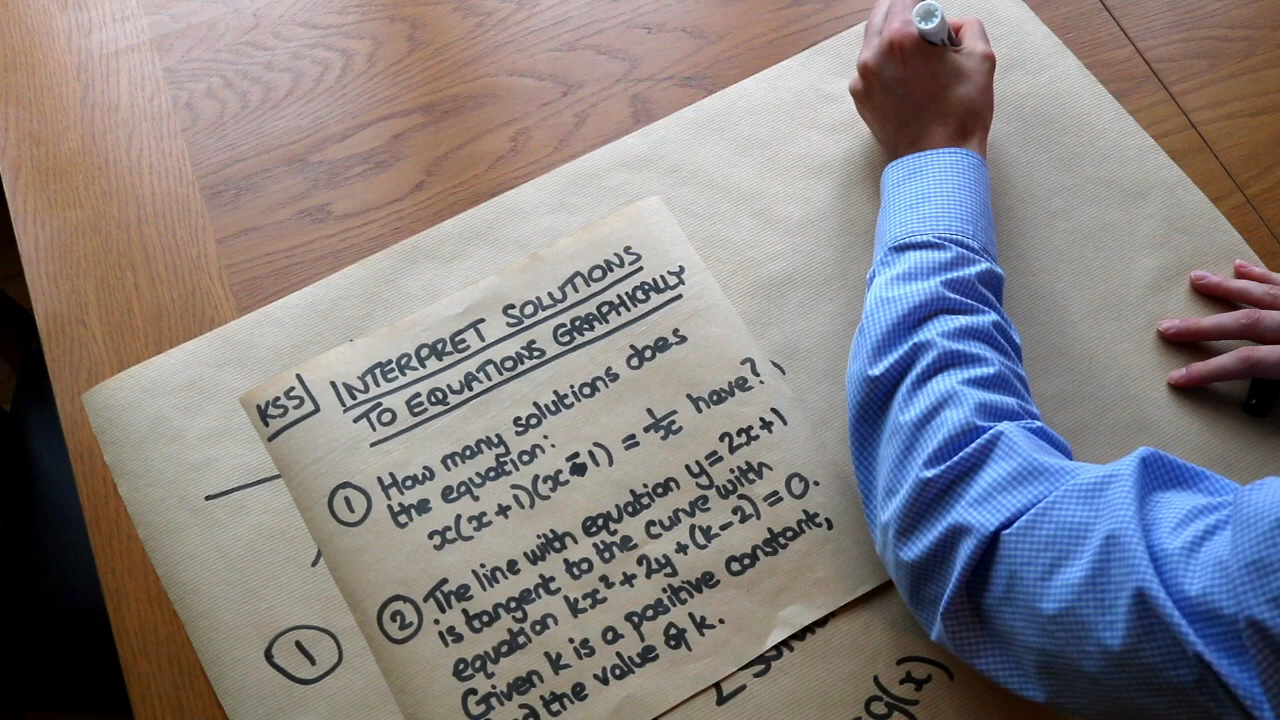 KS5 INTERPRET SOLUTIONS
TO EQUATIONS GRAPHICALLY
① How many solutions does
the equation:
x(x+1)(x-1) = 1/x have?
② The line with equation y=2x+1
is tangent to the curve with
equation kx²+2y+(k-2)=0.
Given k is a positive constant,
the value of k.
①
g(x)